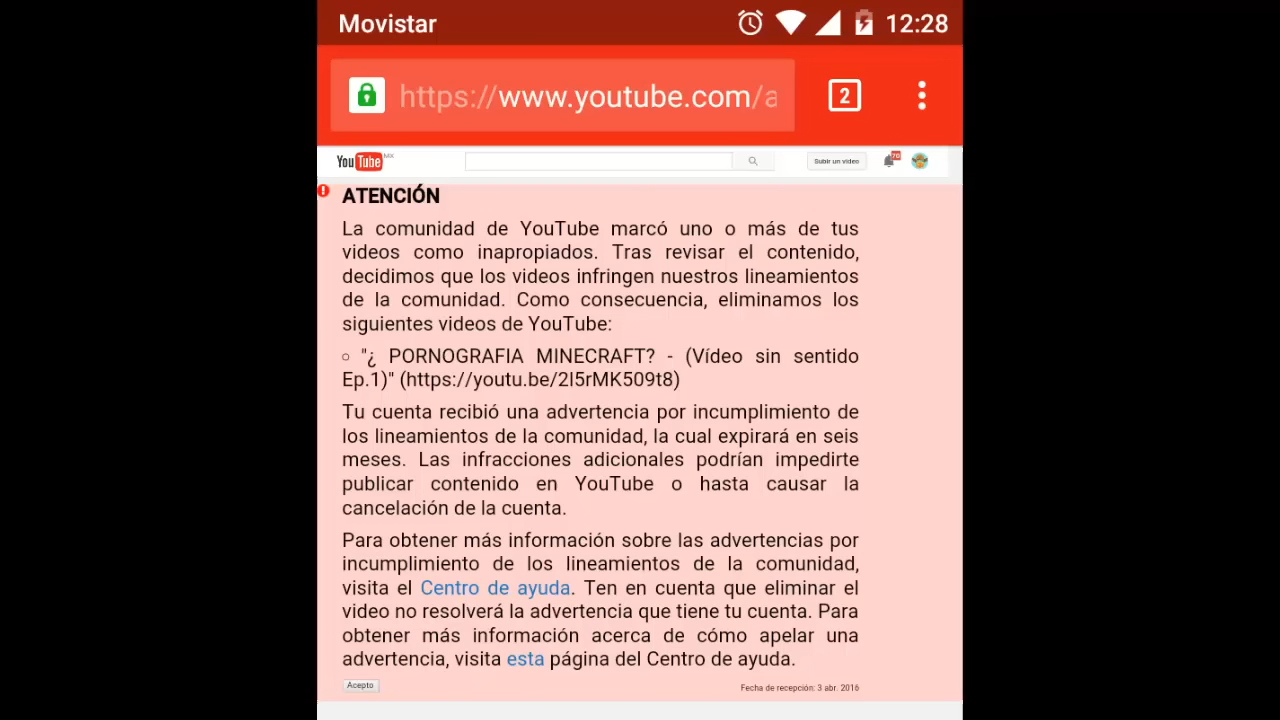 Movistar 12:28
https://www.youtube.com/a 2
YouTube MX Subir un video
ATENCIÓN
La comunidad de YouTube marcó uno o más de tus
videos como inapropiados. Tras revisar el contenido,
decidimos que los videos infringen nuestros lineamientos
de la comunidad. Como consecuencia, eliminamos los
siguientes videos de YouTube:
"¿ PORNOGRAFIA MINECRAFT? - (Vídeo sin sentido
Ep.1)" (https://youtu.be/2I5rMK509t8)
Tu cuenta recibió una advertencia por incumplimiento de
los lineamientos de la comunidad, la cual expirará en seis
meses. Las infracciones adicionales podrían impedirte
publicar contenido en YouTube o hasta causar la
cancelación de la cuenta.
Para obtener más información sobre las advertencias por
incumplimiento de los lineamientos de la comunidad,
visita el Centro de ayuda. Ten en cuenta que eliminar el
video no resolverá la advertencia que tiene tu cuenta. Para
obtener más información acerca de cómo apelar una
advertencia, visita esta página del Centro de ayuda.
Acepto Fecha de recepción: 3 abr. 2016